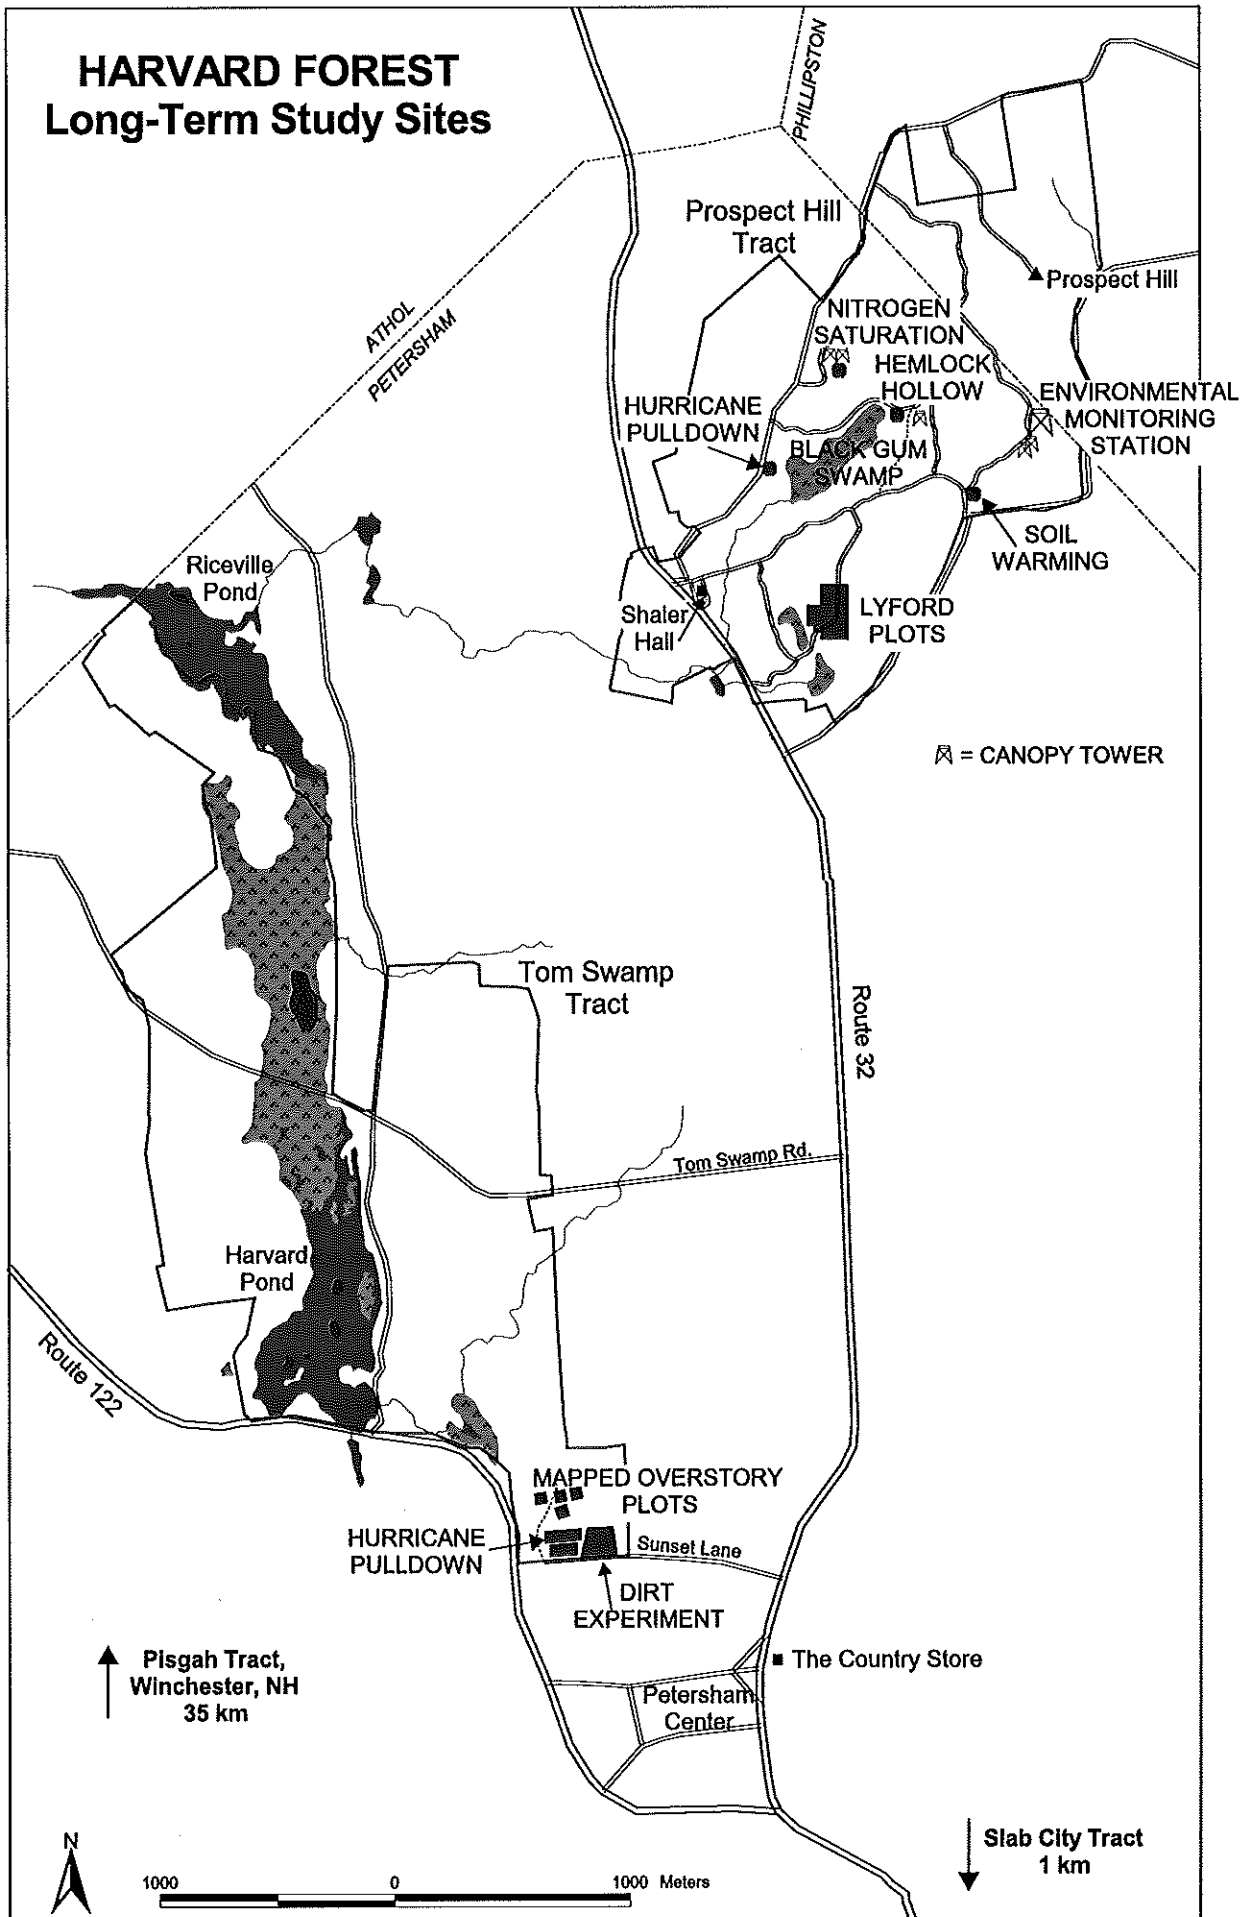 HARVARD FOREST
Long-Term Study Sites
PHILLIPSTON
Prospect Hill
Tract
Prospect Hill
ATHOL
PETERSHAM
NITROGEN
SATURATION
HEMLOCK
HOLLOW
ENVIRONMENTAL
MONITORING
STATION
HURRICANE
PULLDOWN
BLACK GUM
SWAMP
SOIL
WARMING
Riceville
Pond
Shaler
Hall
LYFORD
PLOTS
= CANOPY TOWER
Tom Swamp
Tract
Route 32
Tom Swamp Rd.
Harvard
Pond
Route 122
MAPPED OVERSTORY
PLOTS
HURRICANE
PULLDOWN
Sunset Lane
DIRT
EXPERIMENT
Pisgah Tract,
Winchester, NH
35 km
The Country Store
Petersham
Center
Slab City Tract
1 km
N
1000 0 1000 Meters